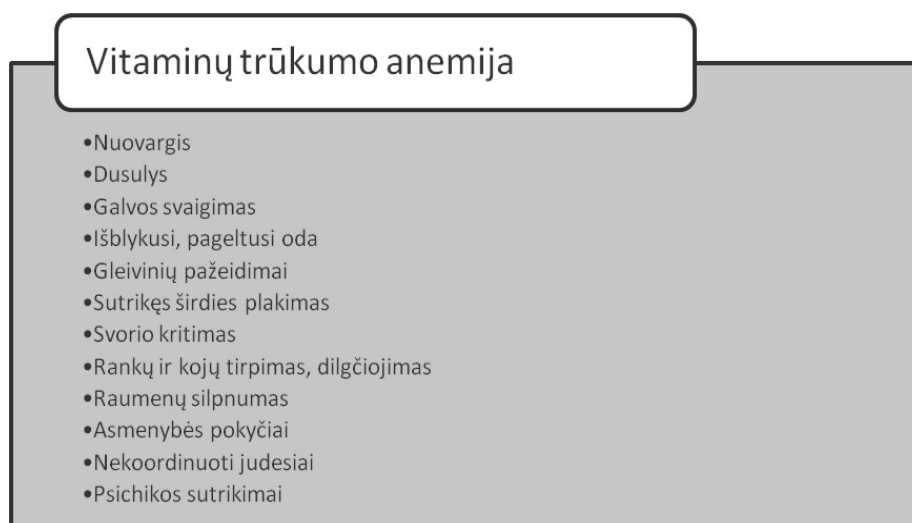 Vitaminų trūkumo anemija
•Nuovargis
•Dusulys
•Galvos svaigimas
•Išblykusi, pageltusi oda
•Gleivinių pažeidimai
•Sutrikęs širdies plakimas
•Svorio kritimas
•Rankų ir kojų tirpimas, dilgčiojimas
•Raumenų silpnumas
•Asmenybės pokyčiai
•Nekoordinuoti judesiai
•Psichikos sutrikimai